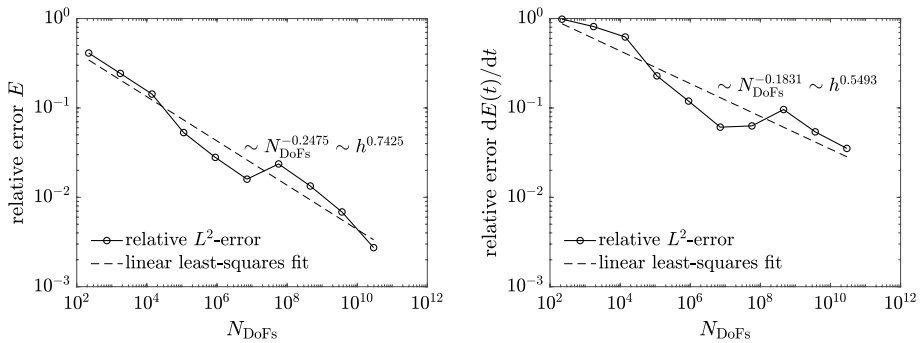 relative error E
10^0
10^-1
10^-2
10^-3
∼ N_DoFs^-0.2475 ∼ h^0.7425
relative L^2-error
linear least-squares fit
10^2 10^4 10^6 10^8 10^10 10^12
N_DoFs
relative error dE(t)/dt
10^0
10^-1
10^-2
10^-3
∼ N_DoFs^-0.1831 ∼ h^0.5493
relative L^2-error
linear least-squares fit
10^2 10^4 10^6 10^8 10^10 10^12
N_DoFs